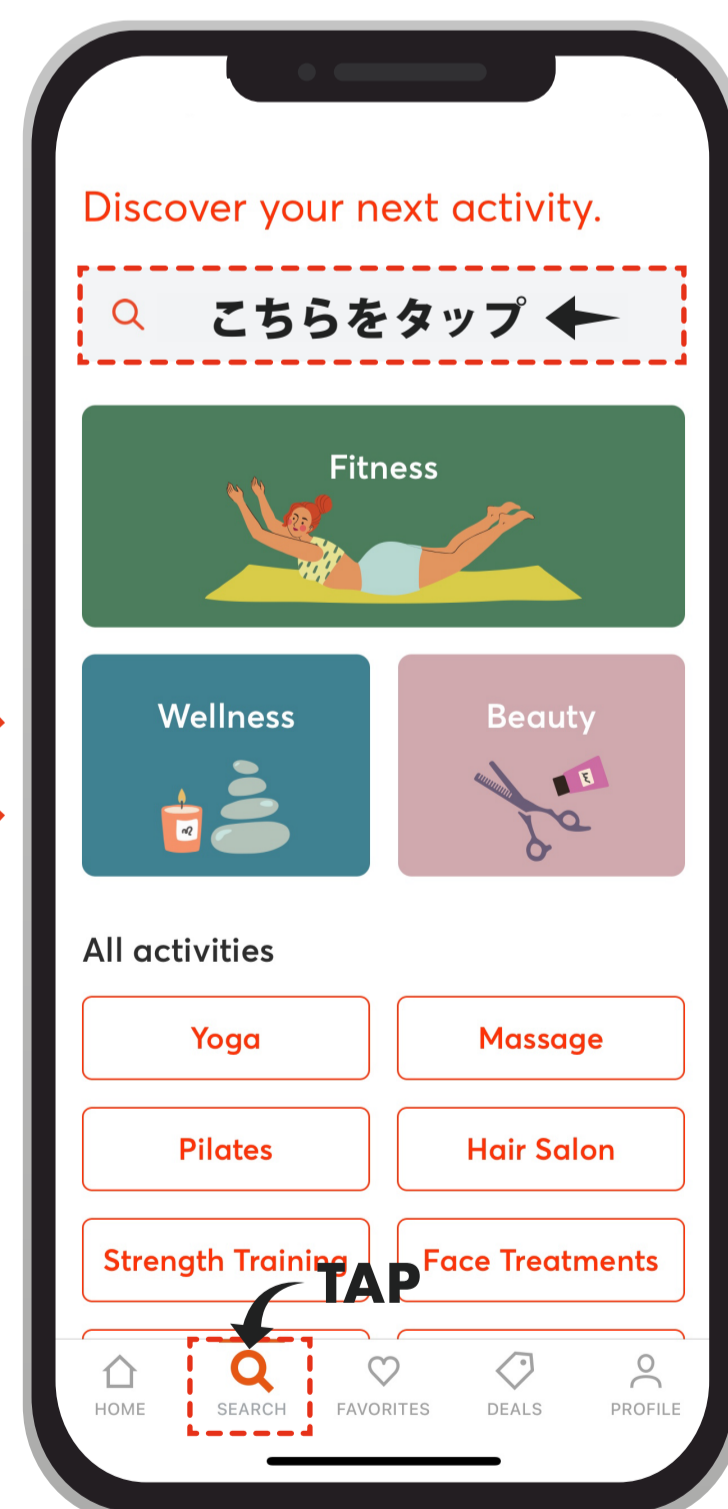 Discover your next activity.
こちらをタップ
Fitness
Wellness
Beauty
All activities
Yoga
Massage
Pilates
Hair Salon
Strength Training
Face Treatments
TAP
HOME
SEARCH
FAVORITES
DEALS
PROFILE